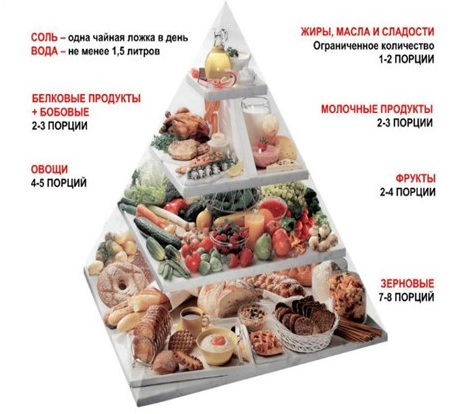 СОЛЬ – одна чайная ложка в день
ВОДА – не менее 1,5 литров
ЖИРЫ, МАСЛА И СЛАДОСТИ
Ограниченное количество
1-2 ПОРЦИИ
БЕЛКОВЫЕ ПРОДУКТЫ
+ БОБОВЫЕ
2-3 ПОРЦИИ
МОЛОЧНЫЕ ПРОДУКТЫ
2-3 ПОРЦИИ
ОВОЩИ
4-5 ПОРЦИЙ
ФРУКТЫ
2-4 ПОРЦИИ
ЗЕРНОВЫЕ
7-8 ПОРЦИЙ